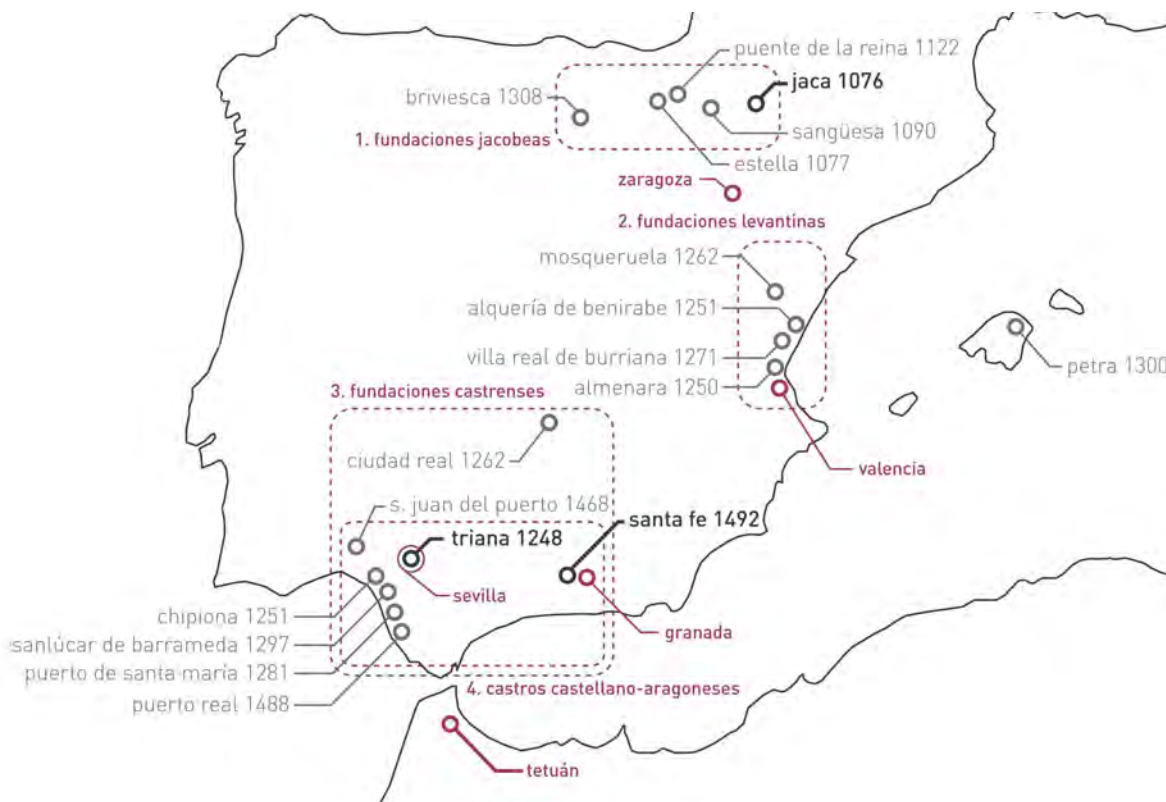 puente de la reina 1122
jaca 1076
briviesca 1308
sangüesa 1090
1. fundaciones jacobeas
estella 1077
zaragoza
2. fundaciones levantinas
mosqueruela 1262
alquería de benirabe 1251
villa real de burriana 1271
petra 1300
almenara 1250
3. fundaciones castrenses
ciudad real 1262
valencia
s. juan del puerto 1468
santa fe 1492
triana 1248
sevilla
chipiona 1251
granada
sanlúcar de barrameda 1297
puerto de santa maría 1281
4. castros castellano-aragoneses
puerto real 1488
tetuán